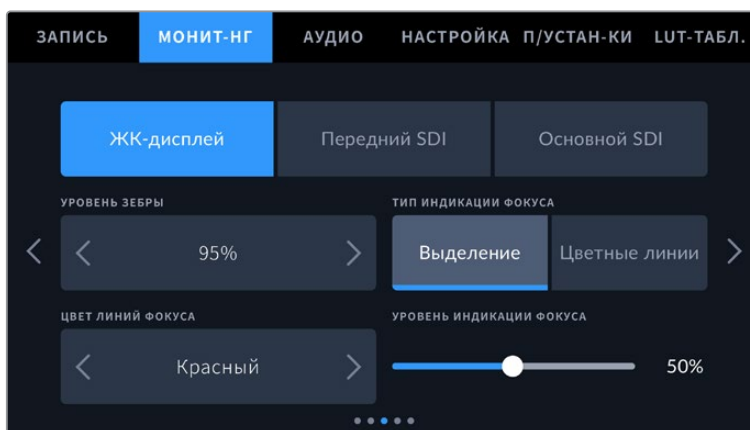 ЗАПИСЬ МОНИТ-НГ АУДИО НАСТРОЙКА П/УСТАН-КИ LUT-ТАБЛ.
ЖК-дисплей Передний SDI Основной SDI
УРОВЕНЬ ЗЕБРЫ ТИП ИНДИКАЦИИ ФОКУСА
95% Выделение Цветные линии
ЦВЕТ ЛИНИЙ ФОКУСА УРОВЕНЬ ИНДИКАЦИИ ФОКУСА
Красный 50%